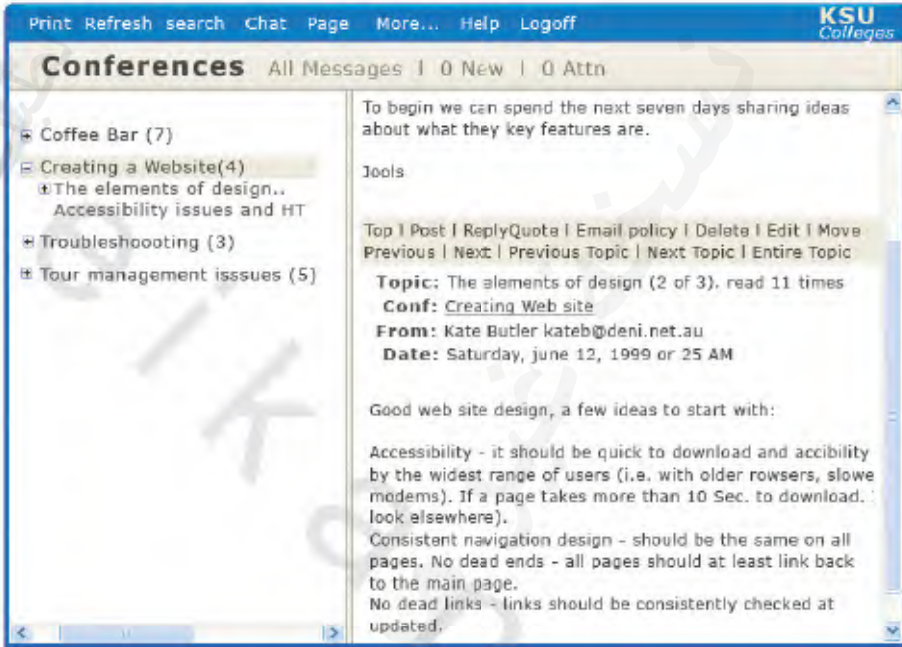 Print Refresh search Chat Page More... Help Logoff
KSU
Colleges
Conferences All Messages | 0 New | 0 Attn
Coffee Bar (7)
Creating a Website(4)
The elements of design..
Accessibility issues and HT
Troubleshoooting (3)
Tour management isssues (5)
To begin we can spend the next seven days sharing ideas
about what they key features are.
Jools
Top I Post I ReplyQuote I Email policy I Delete I Edit I Move
Previous I Next I Previous Topic I Next Topic I Entire Topic
Topic: The elements of design (2 of 3). read 11 times
Conf: Creating Web site
From: Kate Butler kateb@deni.net.au
Date: Saturday, june 12, 1999 or 25 AM
Good web site design, a few ideas to start with:
Accessibility - it should be quick to download and accibility
by the widest range of users (i.e. with older rowsers, slowe
modems). If a page takes more than 10 Sec. to download.
look elsewhere).
Consistent navigation design - should be the same on all
pages. No dead ends - all pages should at least link back
to the main page.
No dead links - links should be consistently checked at
updated.